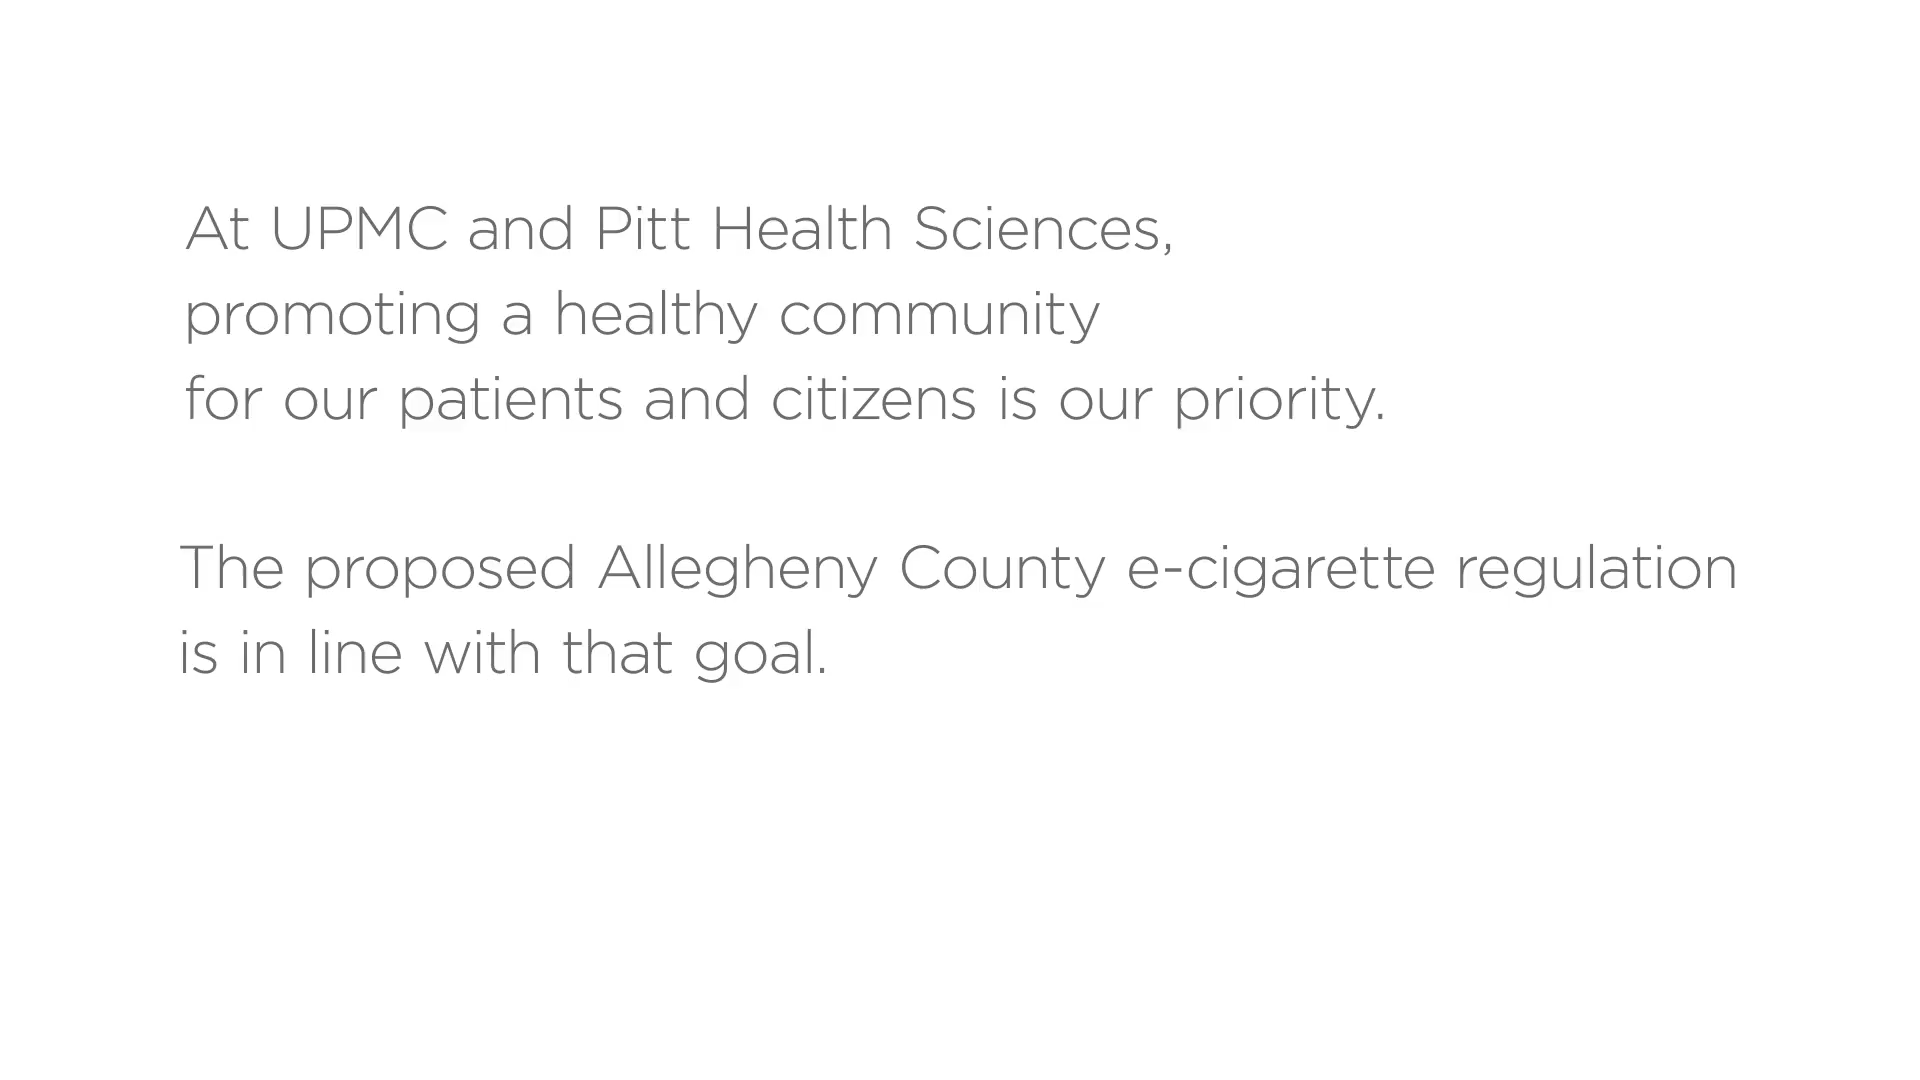 At UPMC and Pitt Health Sciences,
promoting a healthy community
for our patients and citizens is our priority.
The proposed Allegheny County e-cigarette regulation
is in line with that goal.